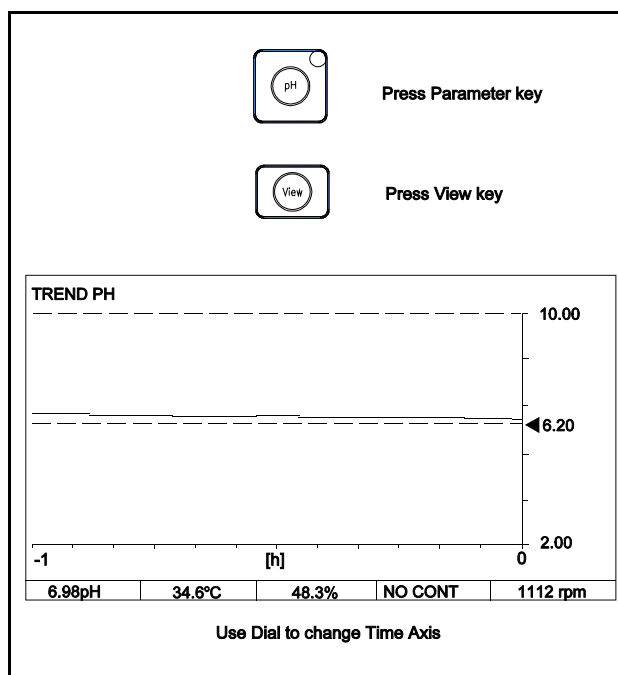 pH
Press Parameter key
View
Press View key
TREND PH
10.00
6.20
2.00
-1 [h] 0
6.98pH 34.6ºC 48.3% NO CONT 1112 rpm
Use Dial to change Time Axis